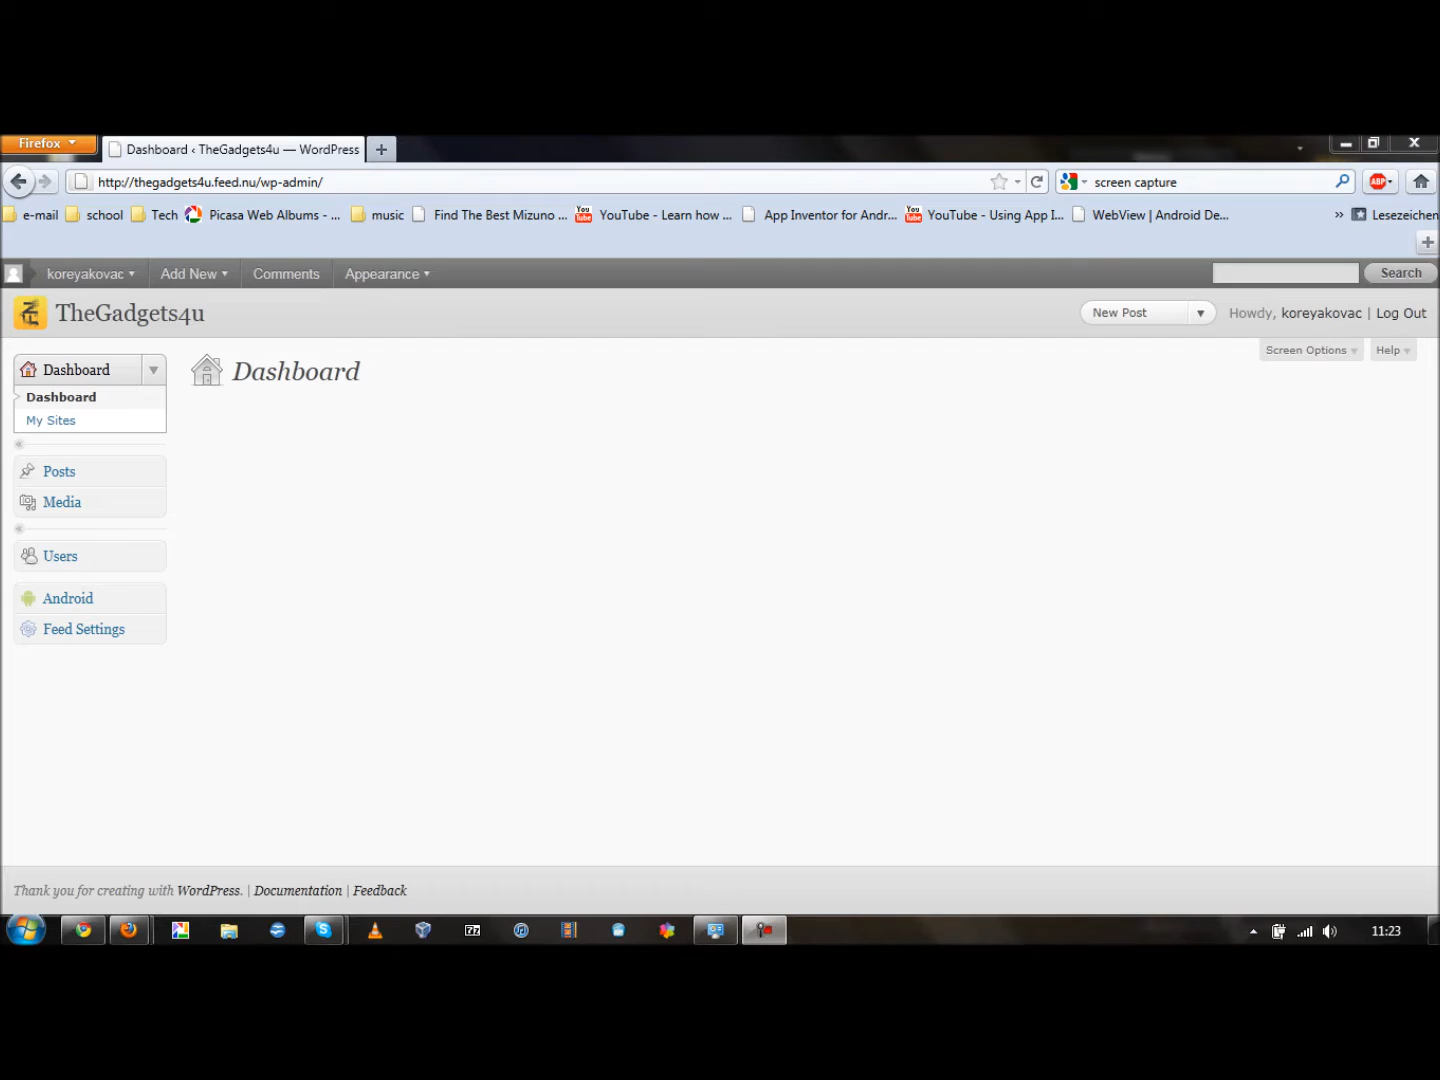 Firefox
Dashboard ‹ TheGadgets4u — WordPress
http://thegadgets4u.feed.nu/wp-admin/
screen capture
ABP
e-mail school Tech Picasa Web Albums - ... music Find The Best Mizuno ... YouTube - Learn how ... App Inventor for Andr... YouTube - Using App I... WebView | Android De... » Lesezeichen
koreyakovac Add New Comments Appearance Search
TheGadgets4u
New Post Howdy, koreyakovac | Log Out
Screen Options Help
Dashboard
Dashboard
Dashboard
My Sites
Posts
Media
Users
Android
Feed Settings
Thank you for creating with WordPress. | Documentation | Feedback
11:23